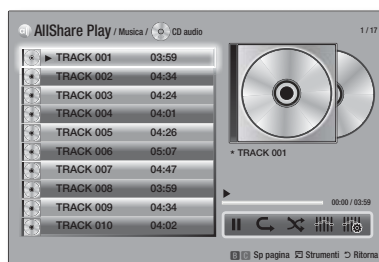 AllShare Play / Musica / CD audio 1 / 17
TRACK 001 03:59
TRACK 002 04:34
TRACK 003 04:24
TRACK 004 04:01
TRACK 005 04:26
TRACK 006 05:07
TRACK 007 04:47
TRACK 008 03:59
TRACK 009 04:34
TRACK 010 04:02
* TRACK 001
00:00 / 03:59
B C Sp pagina Strumenti Ritorna